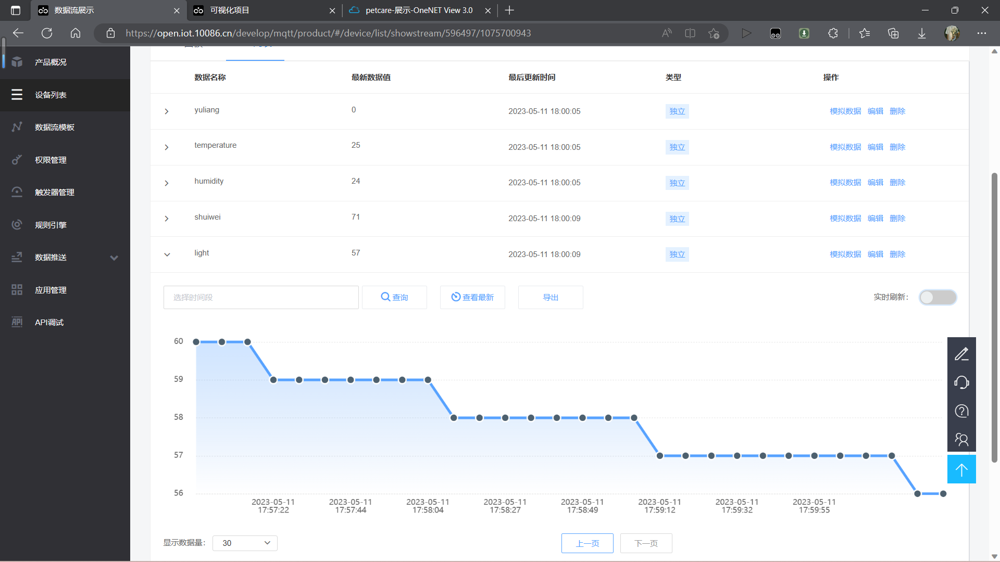 数据流展示
可视化项目
petcare-展示-OneNET View 3.0
https://open.iot.10086.cn/develop/mqtt/product/#/device/list/showstream/596497/1075700943
产品概况
设备列表
数据流模板
权限管理
触发器管理
规则引擎
数据推送
应用管理
API调试
数据名称 最新数据值 最后更新时间 类型 操作
yuliang 0 2023-05-11 18:00:05 独立 模拟数据 编辑 删除
temperature 25 2023-05-11 18:00:05 独立 模拟数据 编辑 删除
humidity 24 2023-05-11 18:00:05 独立 模拟数据 编辑 删除
shuiwei 71 2023-05-11 18:00:09 独立 模拟数据 编辑 删除
light 57 2023-05-11 18:00:09 独立 模拟数据 编辑 删除
选择时间段 查询 查看最新 导出 实时刷新：
60
59
58
57
56
2023-05-11 2023-05-11 2023-05-11 2023-05-11 2023-05-11 2023-05-11 2023-05-11 2023-05-11
17:57:22 17:57:44 17:58:04 17:58:27 17:58:49 17:59:12 17:59:32 17:59:55
显示数据量： 30 上一页 下一页